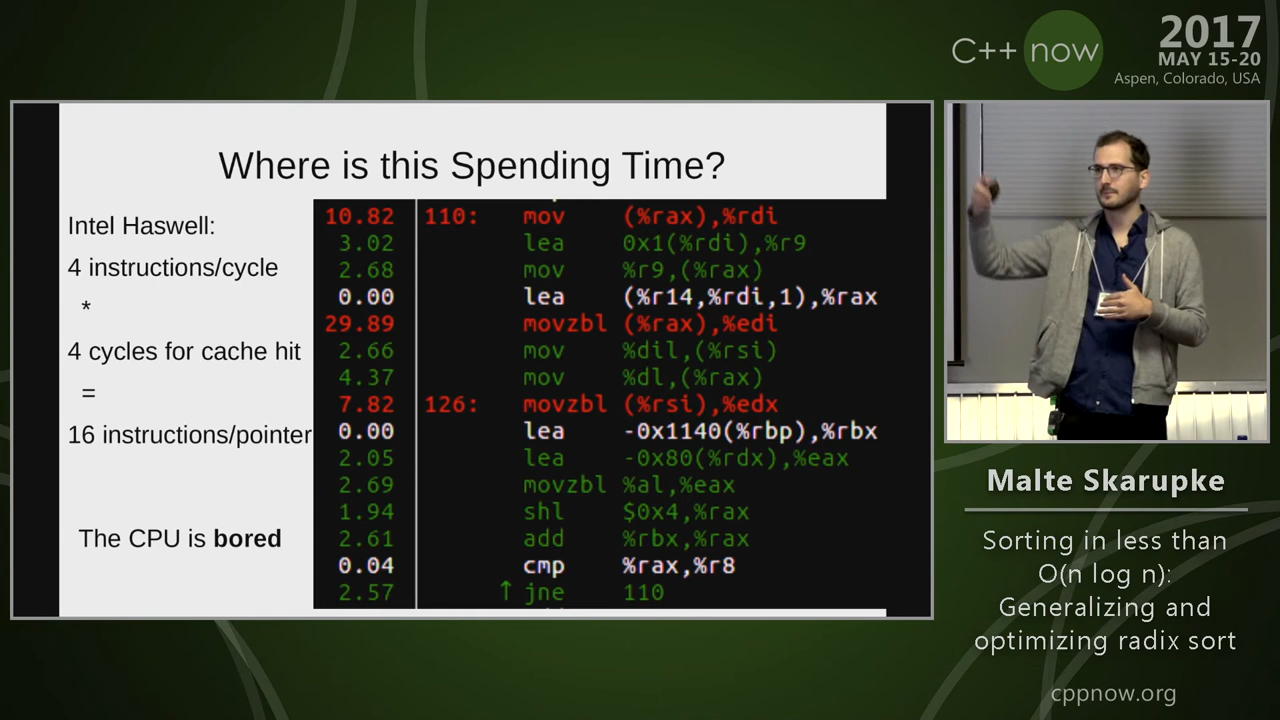 C++ now
2017
MAY 15-20
Aspen, Colorado, USA
Where is this Spending Time?
Intel Haswell:
4 instructions/cycle
*
4 cycles for cache hit
=
16 instructions/pointer
The CPU is bored
10.82 110: mov (%rax),%rdi
3.02 lea 0x1(%rdi),%r9
2.68 mov %r9,(%rax)
0.00 lea (%r14,%rdi,1),%rax
29.89 movzbl (%rax),%edi
2.66 mov %dil,(%rsi)
4.37 mov %dl,(%rax)
7.82 126: movzbl (%rsi),%edx
0.00 lea -0x1140(%rbp),%rbx
2.05 lea -0x80(%rdx),%eax
2.69 movzbl %al,%eax
1.94 shl $0x4,%rax
2.61 add %rbx,%rax
0.04 cmp %rax,%r8
2.57 ↑ jne 110
Malte Skarupke
Sorting in less than
O(n log n):
Generalizing and
optimizing radix sort
cppnow.org